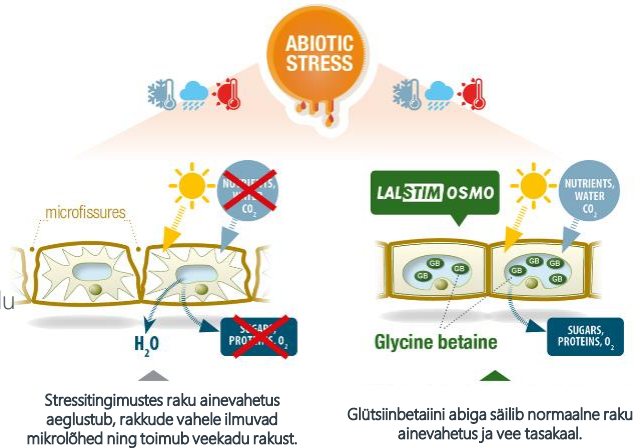 ABIOTIC
STRESS
NUTRIENTS,
WATER
CO₂
microfissures
LALSTIM OSMO
NUTRIENTS,
WATER
CO₂
GB GB GB
GB GB GB GB
lu
H₂O
SUGARS,
PROTEINS, O₂
Glycine betaine
SUGARS,
PROTEINS, O₂
Stressitingimustes raku ainevahetus
aeglustub, rakkude vahele ilmuvad
mikrolõhed ning toimub veekadu rakust.
Glütsiinbetaiini abiga säilib normaalne raku
ainevahetus ja vee tasakaal.